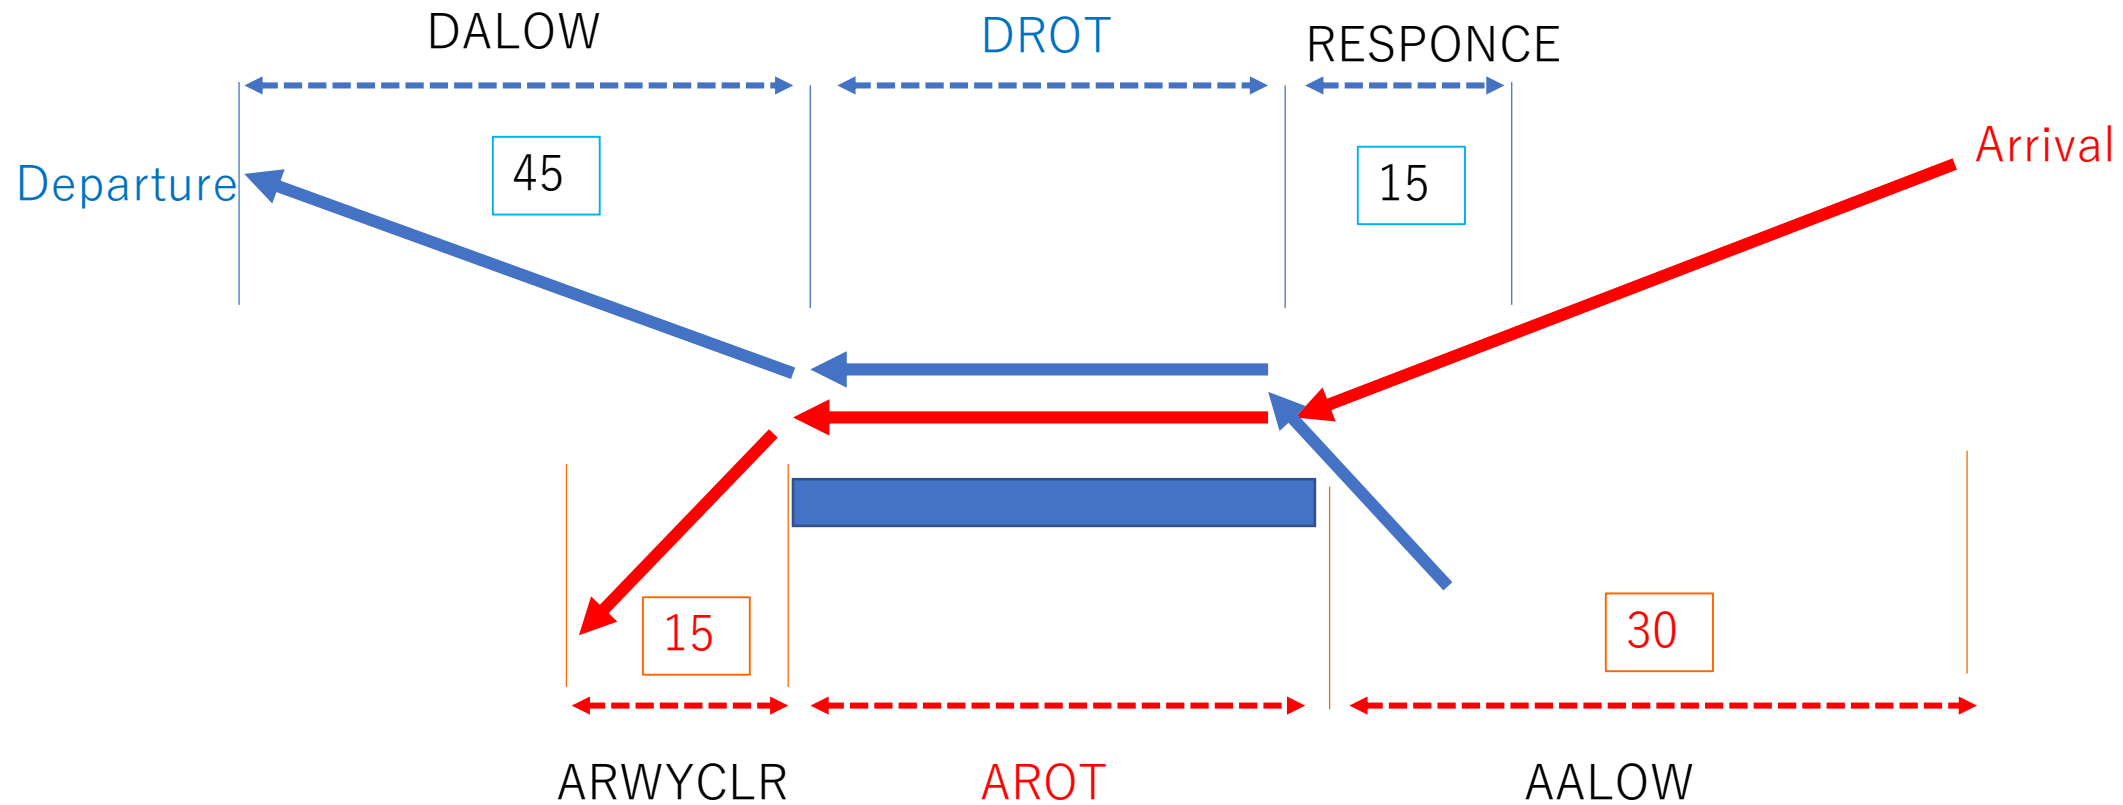 DALOW
DROT
RESPONCE
Departure
45
15
Arrival
15
30
ARWYCLR
AROT
AALOW